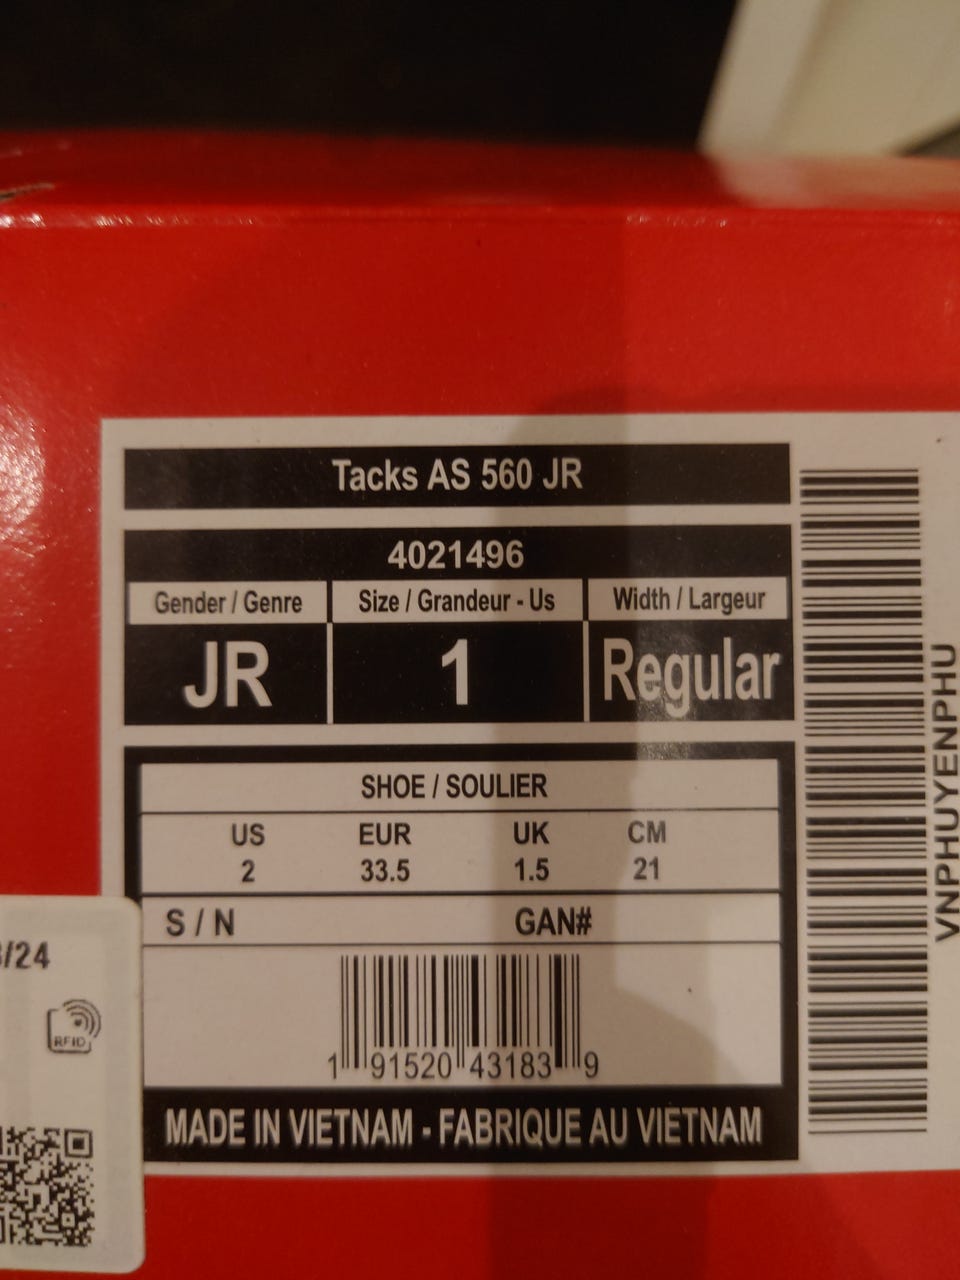 Tacks AS 560 JR
4021496
Gender / Genre Size / Grandeur - Us Width / Largeur
JR 1 Regular
SHOE / SOULIER
US EUR UK CM
2 33.5 1.5 21
S / N GAN#
1 91520 43183 9
MADE IN VIETNAM - FABRIQUE AU VIETNAM
VNPHUYENPHU
/24
RFID